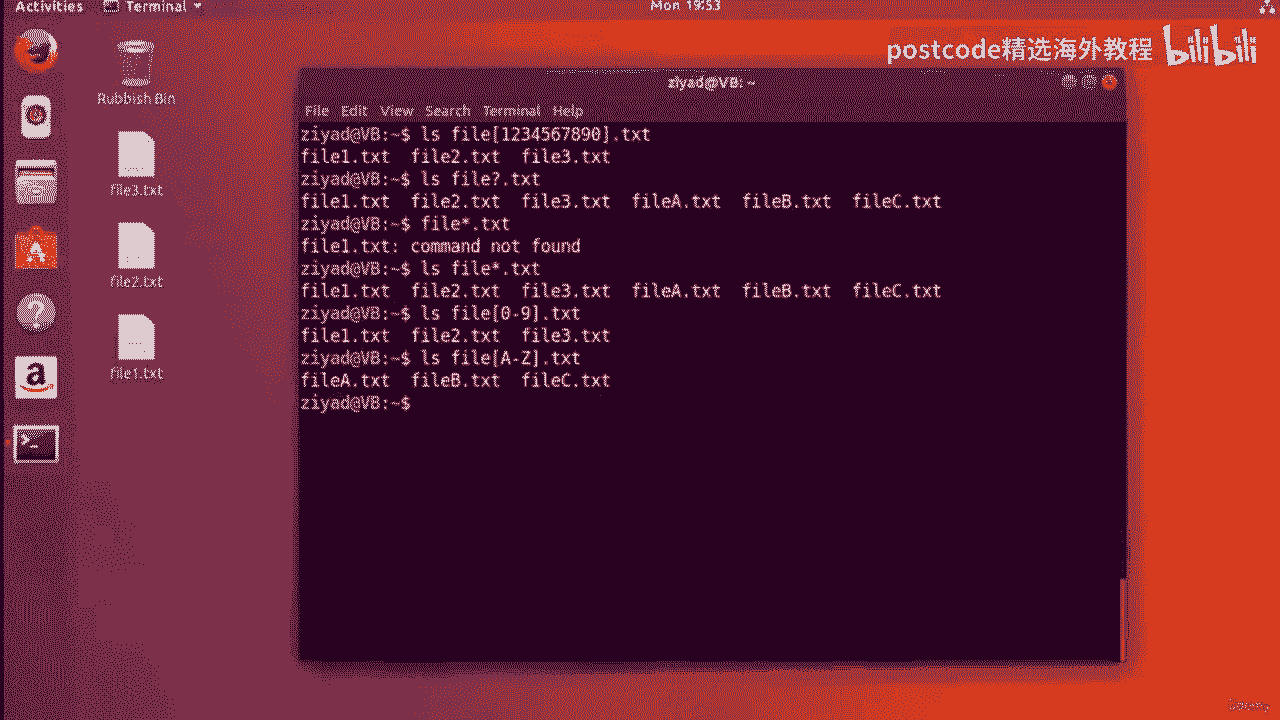 Activities Terminal
Mon 19:53
postcode精选海外教程 bilibili
Rubbish Bin
file3.txt
file2.txt
file1.txt
ziyad@VB: ~
File Edit View Search Terminal Help
ziyad@VB:~$ ls file[1234567890].txt
file1.txt file2.txt file3.txt
ziyad@VB:~$ ls file?.txt
file1.txt file2.txt file3.txt fileA.txt fileB.txt fileC.txt
ziyad@VB:~$ file*.txt
file1.txt: command not found
ziyad@VB:~$ ls file*.txt
file1.txt file2.txt file3.txt fileA.txt fileB.txt fileC.txt
ziyad@VB:~$ ls file[0-9].txt
file1.txt file2.txt file3.txt
ziyad@VB:~$ ls file[A-Z].txt
fileA.txt fileB.txt fileC.txt
ziyad@VB:~$